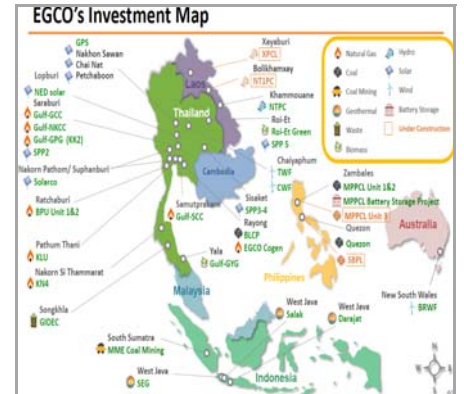 EGCO's Investment Map
GPS
Nakhon Sawan
Chai Nat
Petchaboon
Lopburi
NED solar
Saraburi
Gulf-GCC
Gulf-NKCC
Gulf-GPG (KK2)
SPP2
Nakorn Pathom/ Suphanburi
Solarco
Ratchaburi
BPU Unit 1&2
Pathum Thani
KLU
Nakorn Si Thammarat
KN4
Songkhla
GIDEC
Xayaburi
XPCL
Bolikhamxay
NT1PC
Laos
Khammouane
NTPC
Roi-Et
Roi-Et Green
SPP 5
Thailand
Chaiyaphum
TWF
CWF
Cambodia
Samutprakarn
Gulf-SCC
Sisaket
SPP3-4
Rayong
BLCP
EGCO Cogen
Yala
Gulf-GYG
Malaysia
Natural Gas
Coal
Coal Mining
Geothermal
Waste
Biomass
Hydro
Solar
Wind
Battery Storage
Under Construction
Zambales
MPPCL Unit 1&2
MPPCL Battery Storage Project
MPPCL Unit 3
Quezon
Quezon
SBPL
Philippines
Australia
New South Wales
BRWF
South Sumatra
MME Coal Mining
West Java
SEG
West Java
Salak
West Java
Darajat
Indonesia